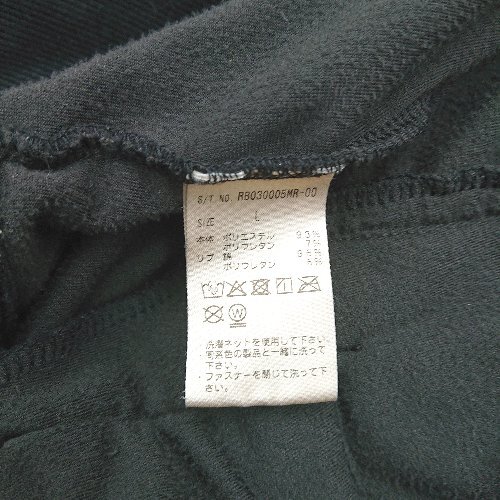 S/T NO. RB030005MR-00
SIZE L
本体 ポリエステル 93%
ポリウレタン 7%
リブ 綿 95%
ポリウレタン 5%
W
・洗濯ネットを使用して下さい。
・同系色の製品と一緒に洗って下さい。
・ファスナーを閉じて洗って下さい。